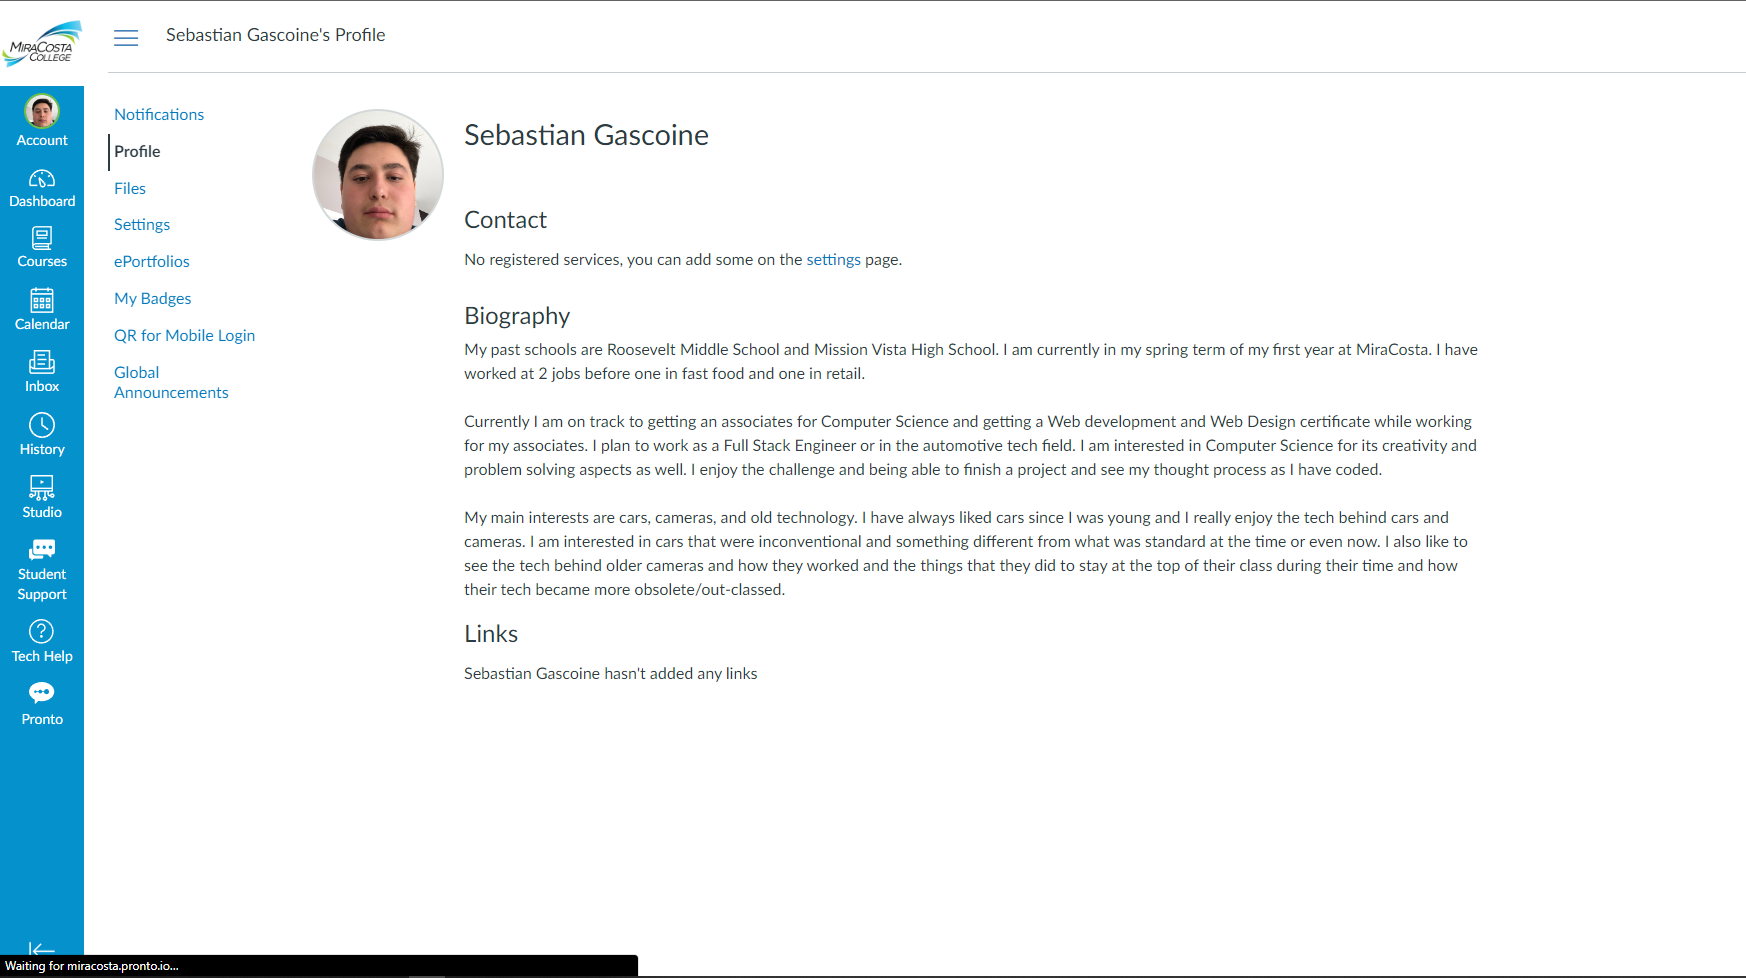 MIRACOSTA
COLLEGE
Sebastian Gascoine's Profile
Account
Dashboard
Courses
Calendar
Inbox
History
Studio
Student
Support
Tech Help
Pronto
Notifications
Profile
Files
Settings
ePortfolios
My Badges
QR for Mobile Login
Global
Announcements
Sebastian Gascoine
Contact
No registered services, you can add some on the settings page.
Biography
My past schools are Roosevelt Middle School and Mission Vista High School. I am currently in my spring term of my first year at MiraCosta. I have
worked at 2 jobs before one in fast food and one in retail.
Currently I am on track to getting an associates for Computer Science and getting a Web development and Web Design certificate while working
for my associates. I plan to work as a Full Stack Engineer or in the automotive tech field. I am interested in Computer Science for its creativity and
problem solving aspects as well. I enjoy the challenge and being able to finish a project and see my thought process as I have coded.
My main interests are cars, cameras, and old technology. I have always liked cars since I was young and I really enjoy the tech behind cars and
cameras. I am interested in cars that were inconventional and something different from what was standard at the time or even now. I also like to
see the tech behind older cameras and how they worked and the things that they did to stay at the top of their class during their time and how
their tech became more obsolete/out-classed.
Links
Sebastian Gascoine hasn't added any links
Waiting for miracosta.pronto.io...